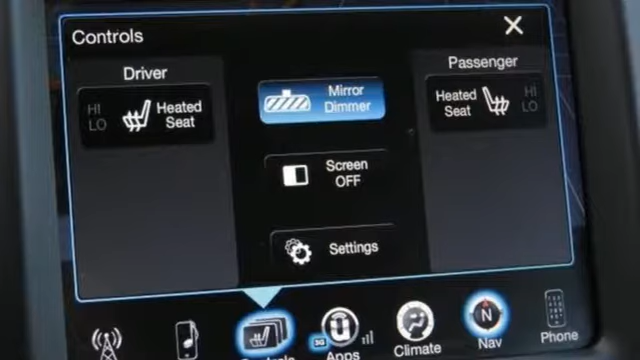 Controls
X
Driver
Passenger
HI
LO
Heated
Seat
Mirror
Dimmer
Heated
Seat
HI
LO
Screen
OFF
Settings
Controls
3G
Apps
Climate
Nav
Phone